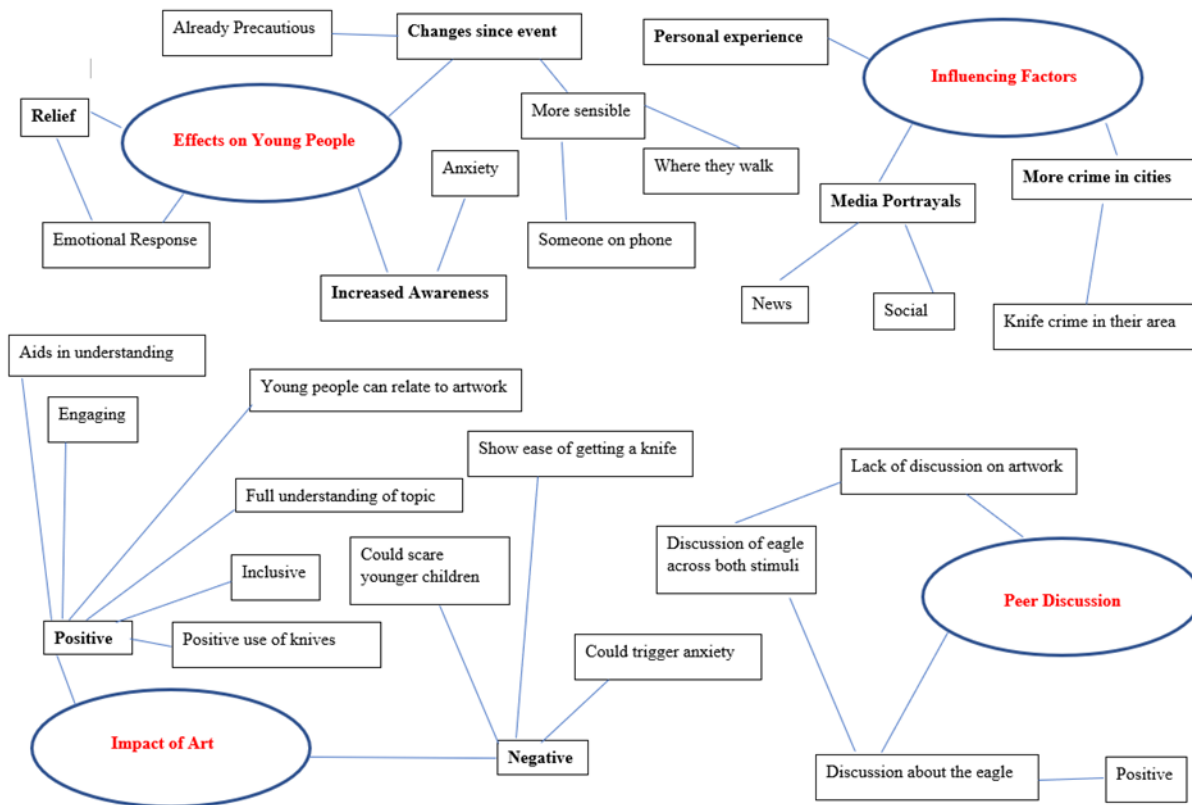 Already Precautious
Changes since event
Personal experience
Influencing Factors
Relief
Effects on Young People
More sensible
Anxiety
Where they walk
More crime in cities
Media Portrayals
Emotional Response
Someone on phone
Increased Awareness
News
Social
Knife crime in their area
Aids in understanding
Young people can relate to artwork
Engaging
Show ease of getting a knife
Lack of discussion on artwork
Full understanding of topic
Could scare
younger children
Discussion of eagle
across both stimuli
Inclusive
Peer Discussion
Positive
Positive use of knives
Could trigger anxiety
Impact of Art
Negative
Discussion about the eagle
Positive